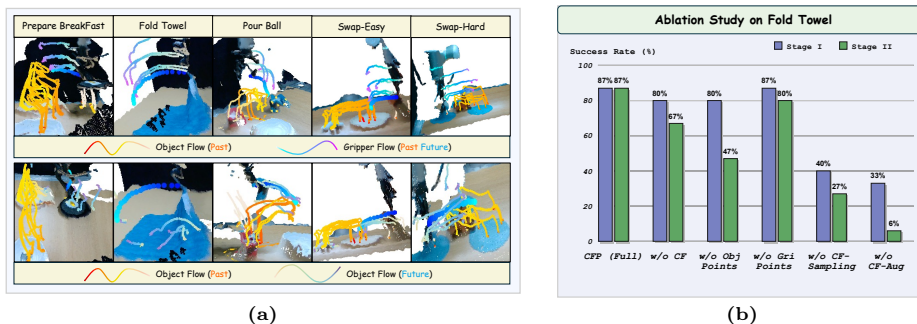 Prepare BreakFast
Fold Towel
Pour Ball
Swap-Easy
Swap-Hard
Object Flow (Past)
Gripper Flow (Past Future)
Object Flow (Past)
Object Flow (Future)
(a)
Ablation Study on Fold Towel
Success Rate (%)
Stage I
Stage II
100
80
60
40
20
0
87% 87%
80%
67%
80%
47%
87%
80%
40%
27%
33%
6%
CFP (Full)
w/o CF
w/o Obj
Points
w/o Gri
Points
w/o CF-
Sampling
w/o
CF-Aug
(b)